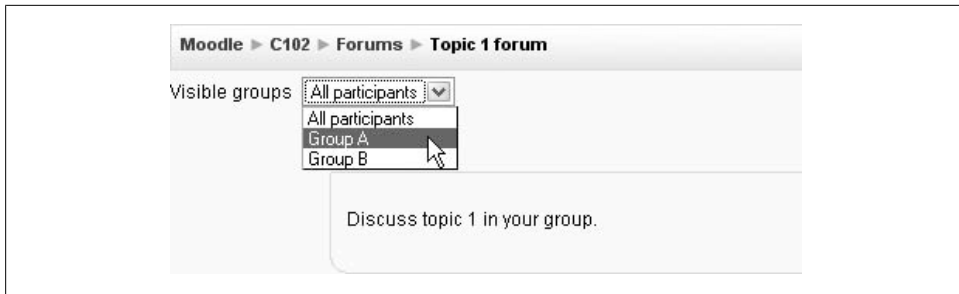 Moodle ▶ C102 ▶ Forums ▶ Topic 1 forum
Visible groups All participants
All participants
Group A
Group B
Discuss topic 1 in your group.